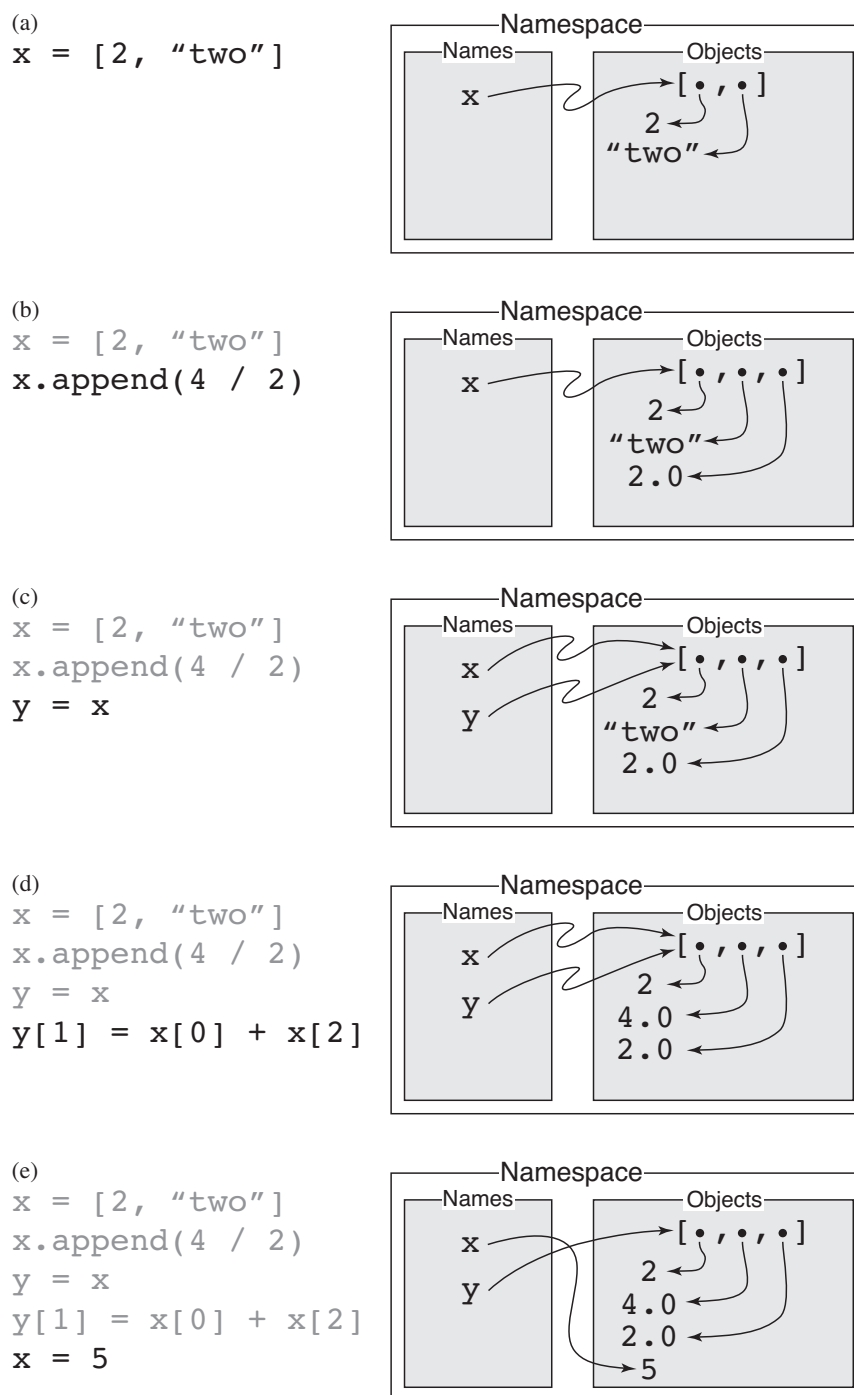 (a)
x = [2, “two”]
Namespace
Names
Objects
x
[•,•]
2
“two”
(b)
x = [2, “two”]
x.append(4 / 2)
Namespace
Names
Objects
x
[•,•,•]
2
“two”
2.0
(c)
x = [2, “two”]
x.append(4 / 2)
y = x
Namespace
Names
Objects
x
y
[•,•,•]
2
“two”
2.0
(d)
x = [2, “two”]
x.append(4 / 2)
y = x
y[1] = x[0] + x[2]
Namespace
Names
Objects
x
y
[•,•,•]
2
4.0
2.0
(e)
x = [2, “two”]
x.append(4 / 2)
y = x
y[1] = x[0] + x[2]
x = 5
Namespace
Names
Objects
x
y
[•,•,•]
2
4.0
2.0
5